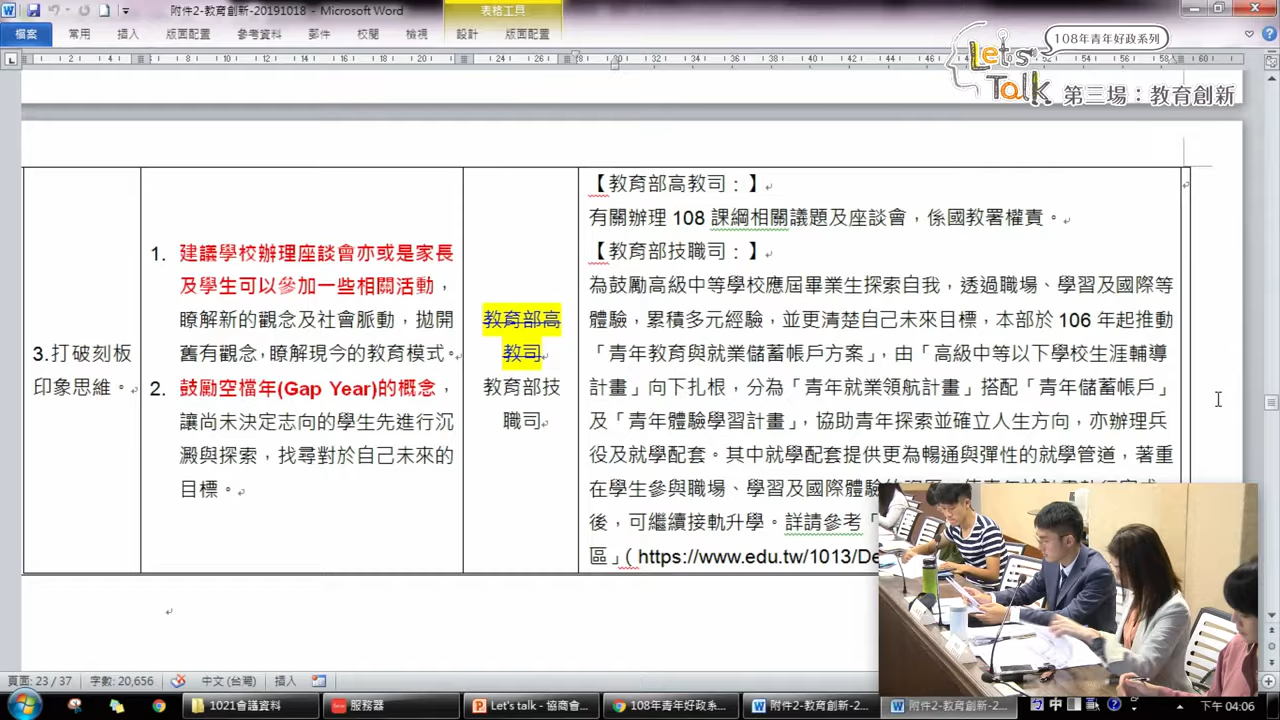 附件2-教育創新-20191018 - Microsoft Word
表格工具
檔案 常用 插入 版面配置 參考資料 郵件 校閱 檢視 設計 版面配置
108年青年好政系列
Let's Talk
第三場：教育創新
3.打破刻板
印象思維。
1. 建議學校辦理座談會亦或是家長
及學生可以參加一些相關活動，
瞭解新的觀念及社會脈動，拋開
舊有觀念，瞭解現今的教育模式。
2. 鼓勵空檔年(Gap Year)的概念，
讓尚未決定志向的學生先進行沉
澱與探索，找尋對於自己未來的
目標。
教育部高
教司
教育部技
職司
【教育部高教司：】
有關辦理 108 課綱相關議題及座談會，係國教署權責。
【教育部技職司：】
為鼓勵高級中等學校應屆畢業生探索自我，透過職場、學習及國際等
體驗，累積多元經驗，並更清楚自己未來目標，本部於 106 年起推動
「青年教育與就業儲蓄帳戶方案」，由「高級中等以下學校生涯輔導
計畫」向下扎根，分為「青年就業領航計畫」搭配「青年儲蓄帳戶」
及「青年體驗學習計畫」，協助青年探索並確立人生方向，亦辦理兵
役及就學配套。其中就學配套提供更為暢通與彈性的就學管道，著重
在學生參與職場、學習及國際體驗
後，可繼續接軌升學。詳請參考「
區」( https://www.edu.tw/1013/De
頁面: 23 / 37 字數: 20,656 中文 (台灣) 插入
1021會議資料 服務器 Let's talk - 協商會... 108年青年好政系... 附件2-教育創新-2... 附件2-教育創新-2... 中 下午 04:06